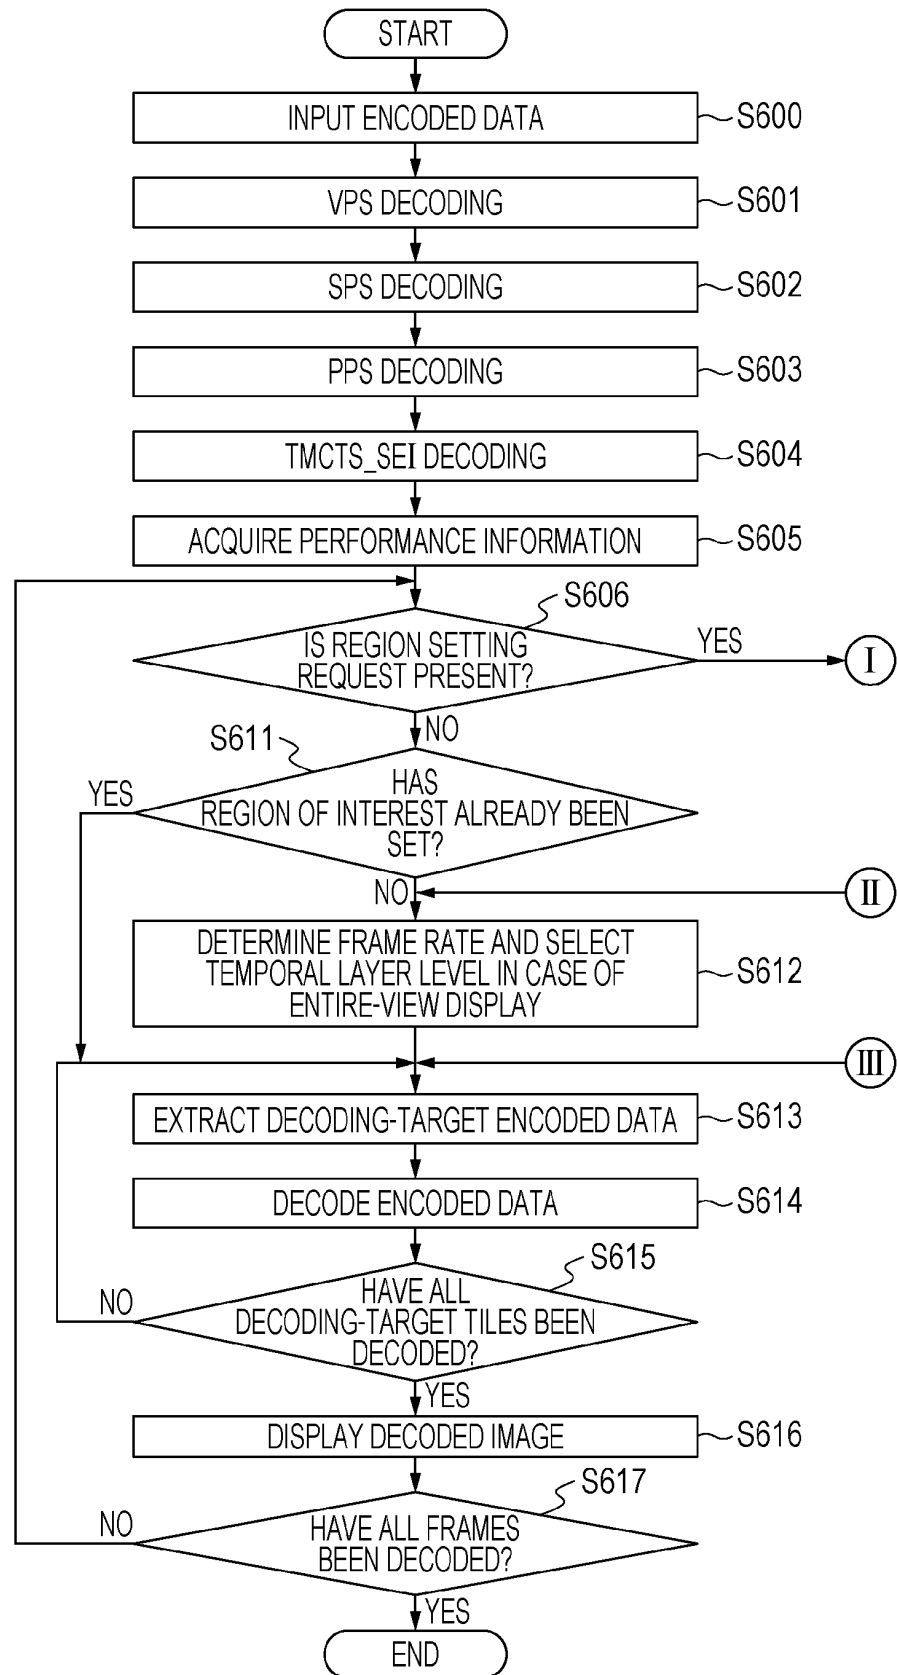 START
INPUT ENCODED DATA
S600
VPS DECODING
S601
SPS DECODING
S602
PPS DECODING
S603
TMCTS_SEI DECODING
S604
ACQUIRE PERFORMANCE INFORMATION
S605
S606
IS REGION SETTING
REQUEST PRESENT?
YES
I
NO
S611
HAS
REGION OF INTEREST ALREADY BEEN
SET?
YES
NO
II
DETERMINE FRAME RATE AND SELECT
TEMPORAL LAYER LEVEL IN CASE OF
ENTIRE-VIEW DISPLAY
S612
III
EXTRACT DECODING-TARGET ENCODED DATA
S613
DECODE ENCODED DATA
S614
S615
HAVE ALL
DECODING-TARGET TILES BEEN
DECODED?
NO
YES
DISPLAY DECODED IMAGE
S616
S617
HAVE ALL FRAMES
BEEN DECODED?
NO
YES
END